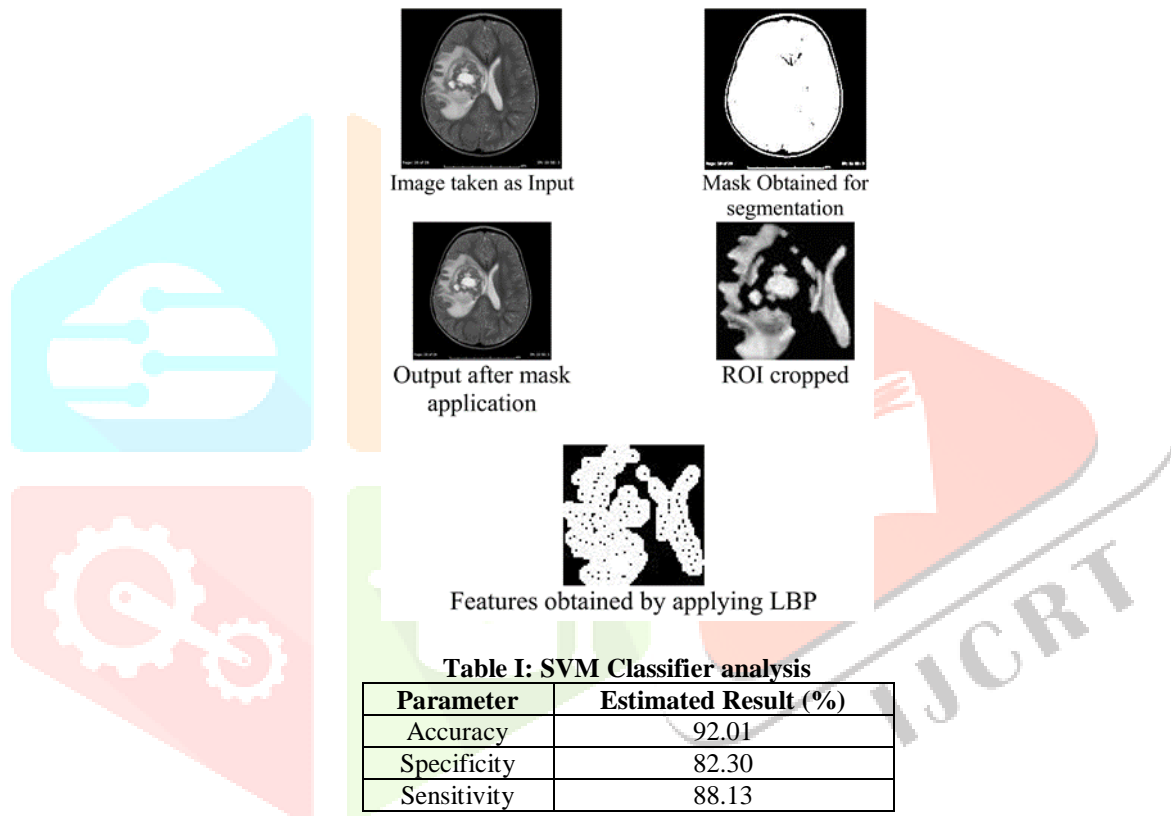 Image taken as Input
Mask Obtained for
segmentation
Output after mask
application
ROI cropped
Features obtained by applying LBP
Table I: SVM Classifier analysis
Parameter Estimated Result (%)
Accuracy 92.01
Specificity 82.30
Sensitivity 88.13
IJCRT